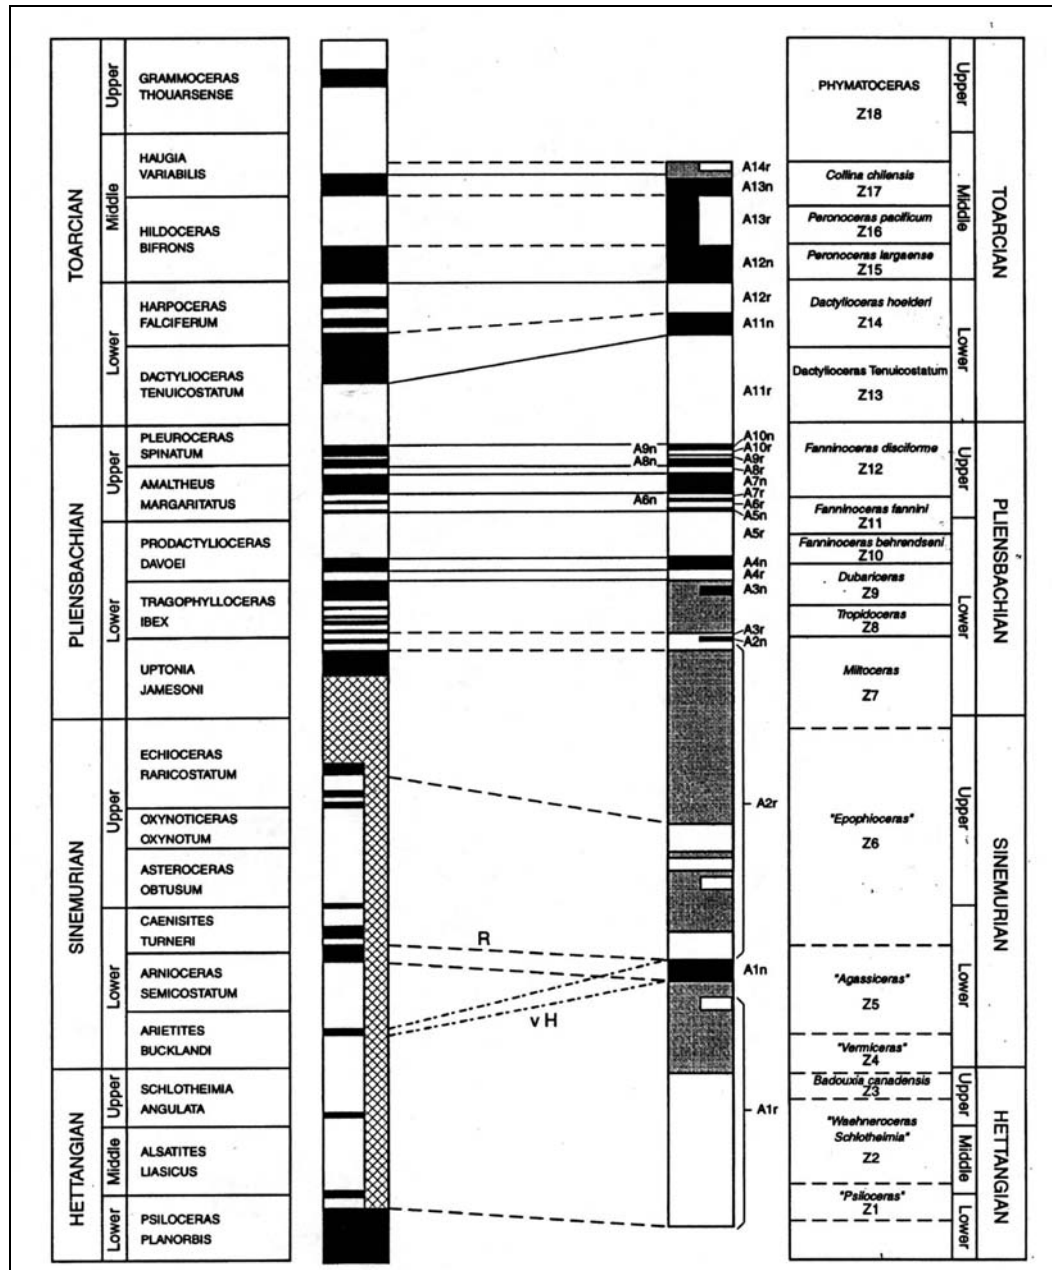 TOARCIAN
Upper
GRAMMOCERAS
THOUARSENSE
Middle
HAUGIA
VARIABILIS
HILDOCERAS
BIFRONS
Lower
HARPOCERAS
FALCIFERUM
DACTYLIOCERAS
TENUICOSTATUM
PLIENSBACHIAN
Upper
PLEUROCERAS
SPINATUM
AMALTHEUS
MARGARITATUS
Lower
PRODACTYLIOCERAS
DAVOEI
TRAGOPHYLLOCERAS
IBEX
UPTONIA
JAMESONI
SINEMURIAN
Upper
ECHIOCERAS
RARICOSTATUM
OXYNOTICERAS
OXYNOTUM
ASTEROCERAS
OBTUSUM
Lower
CAENISITES
TURNERI
ARNIOCERAS
SEMICOSTATUM
ARIETITES
BUCKLANDI
HETTANGIAN
Upper
SCHLOTHEIMIA
ANGULATA
Middle
ALSATITES
LIASICUS
Lower
PSILOCERAS
PLANORBIS
R
v H
A14r
A13n
A13r
A12n
A12r
A11n
A11r
A10n
A9n
A10r
A9r
A8n
A8r
A7n
A7r
A6n
A6r
A5n
A5r
A4n
A4r
A3n
A3r
A2n
A2r
A1n
A1r
PHYMATOCERAS
Z18
Collina chilensis
Z17
Peronoceras pacificum
Z16
Peronoceras largaense
Z15
Dactylioceras hoelderi
Z14
Dactylioceras Tenuicostatum
Z13
Fanninoceras disciforme
Z12
Fanninoceras fannini
Z11
Fanninoceras behrendseni
Z10
Dubariceras
Z9
Tropidoceras
Z8
Miltoceras
Z7
"Epophioceras"
Z6
"Agassiceras"
Z5
"Vermiceras"
Z4
Badouxia canadensis
Z3
"Waehneroceras
Schlotheimia"
Z2
"Psiloceras"
Z1
Upper
Middle
Lower
TOARCIAN
Upper
Lower
PLIENSBACHIAN
Upper
Lower
SINEMURIAN
Upper
Middle
Lower
HETTANGIAN